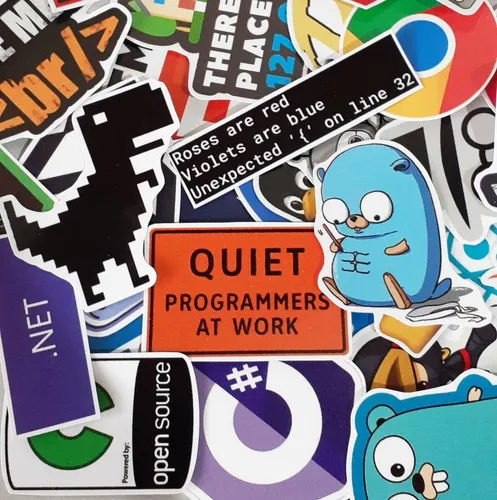 <br/>
THERE
PLACE
127
Roses are red
Violets are blue
Unexpected '{' on line 32
QUIET
PROGRAMMERS
AT WORK
.NET
Powered by:
open source
#